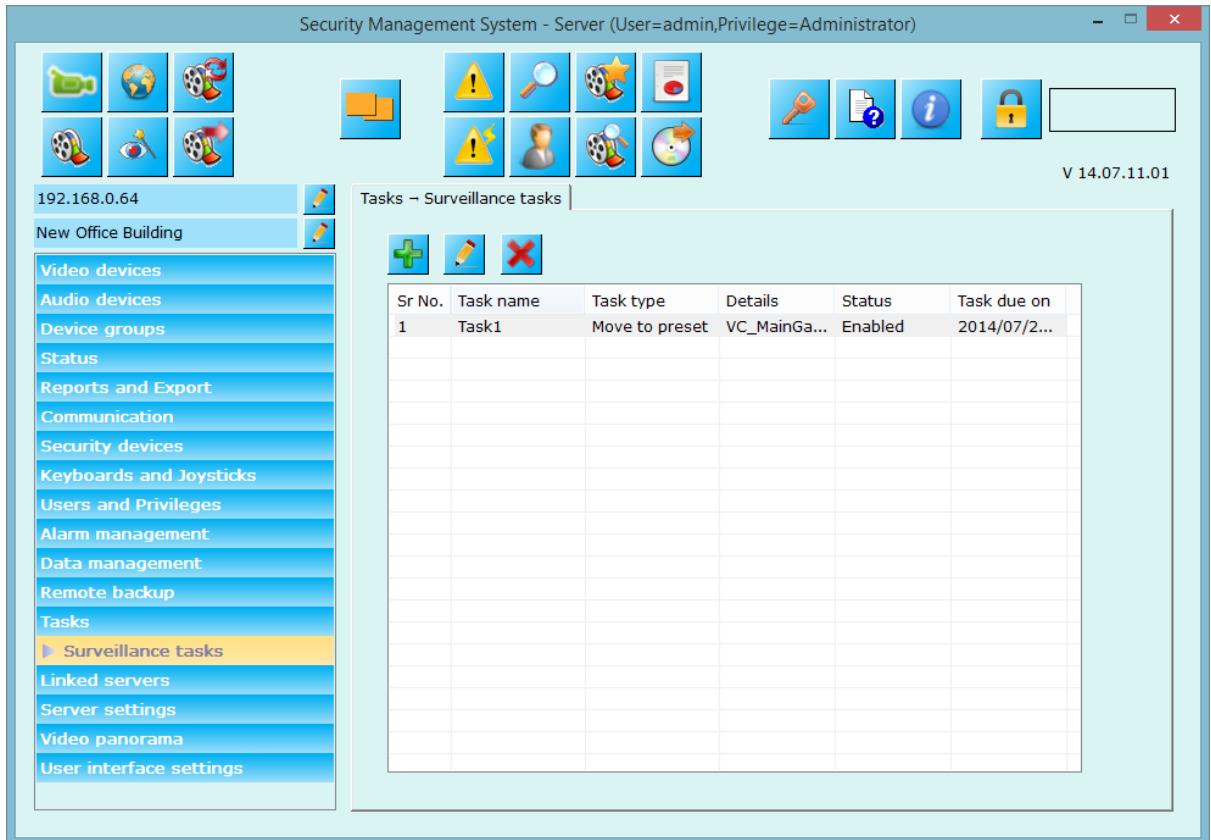 Security Management System - Server (User=admin,Privilege=Administrator)
V 14.07.11.01
192.168.0.64
New Office Building
Video devices
Audio devices
Device groups
Status
Reports and Export
Communication
Security devices
Keyboards and Joysticks
Users and Privileges
Alarm management
Data management
Remote backup
Tasks
Surveillance tasks
Linked servers
Server settings
Video panorama
User interface settings
Tasks → Surveillance tasks
Sr No. Task name Task type Details Status Task due on
1 Task1 Move to preset VC_MainGa... Enabled 2014/07/2...